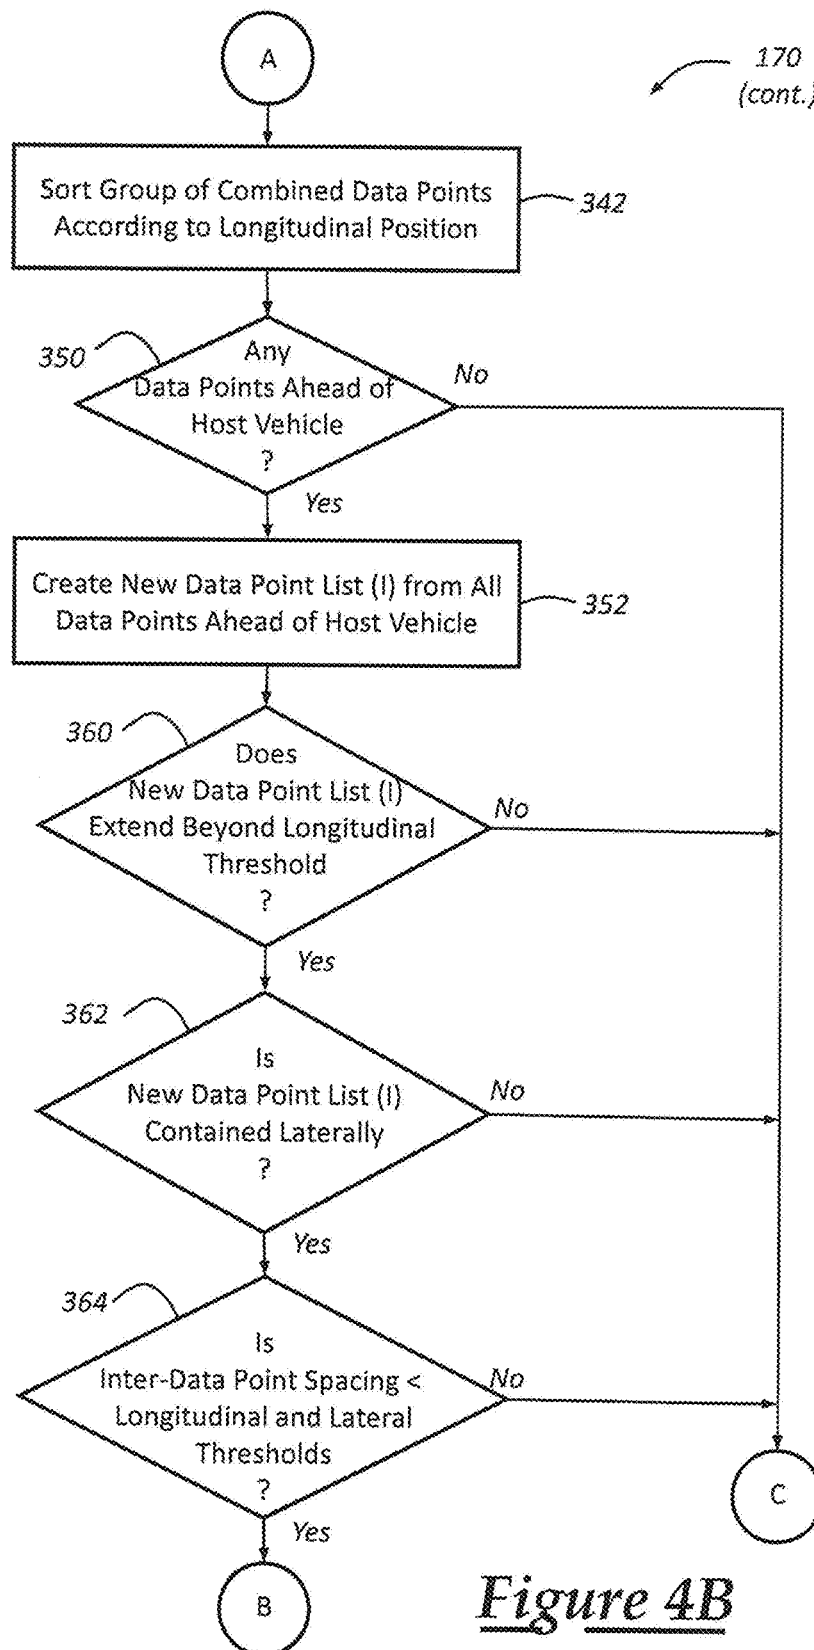 A
170
(cont.)
Sort Group of Combined Data Points
According to Longitudinal Position
342
350
Any
Data Points Ahead of
Host Vehicle
?
No
Yes
Create New Data Point List (I) from All
Data Points Ahead of Host Vehicle
352
360
Does
New Data Point List (I)
Extend Beyond Longitudinal
Threshold
?
No
Yes
362
Is
New Data Point List (I)
Contained Laterally
?
No
Yes
364
Is
Inter-Data Point Spacing <
Longitudinal and Lateral
Thresholds
?
No
Yes
C
B
Figure 4B